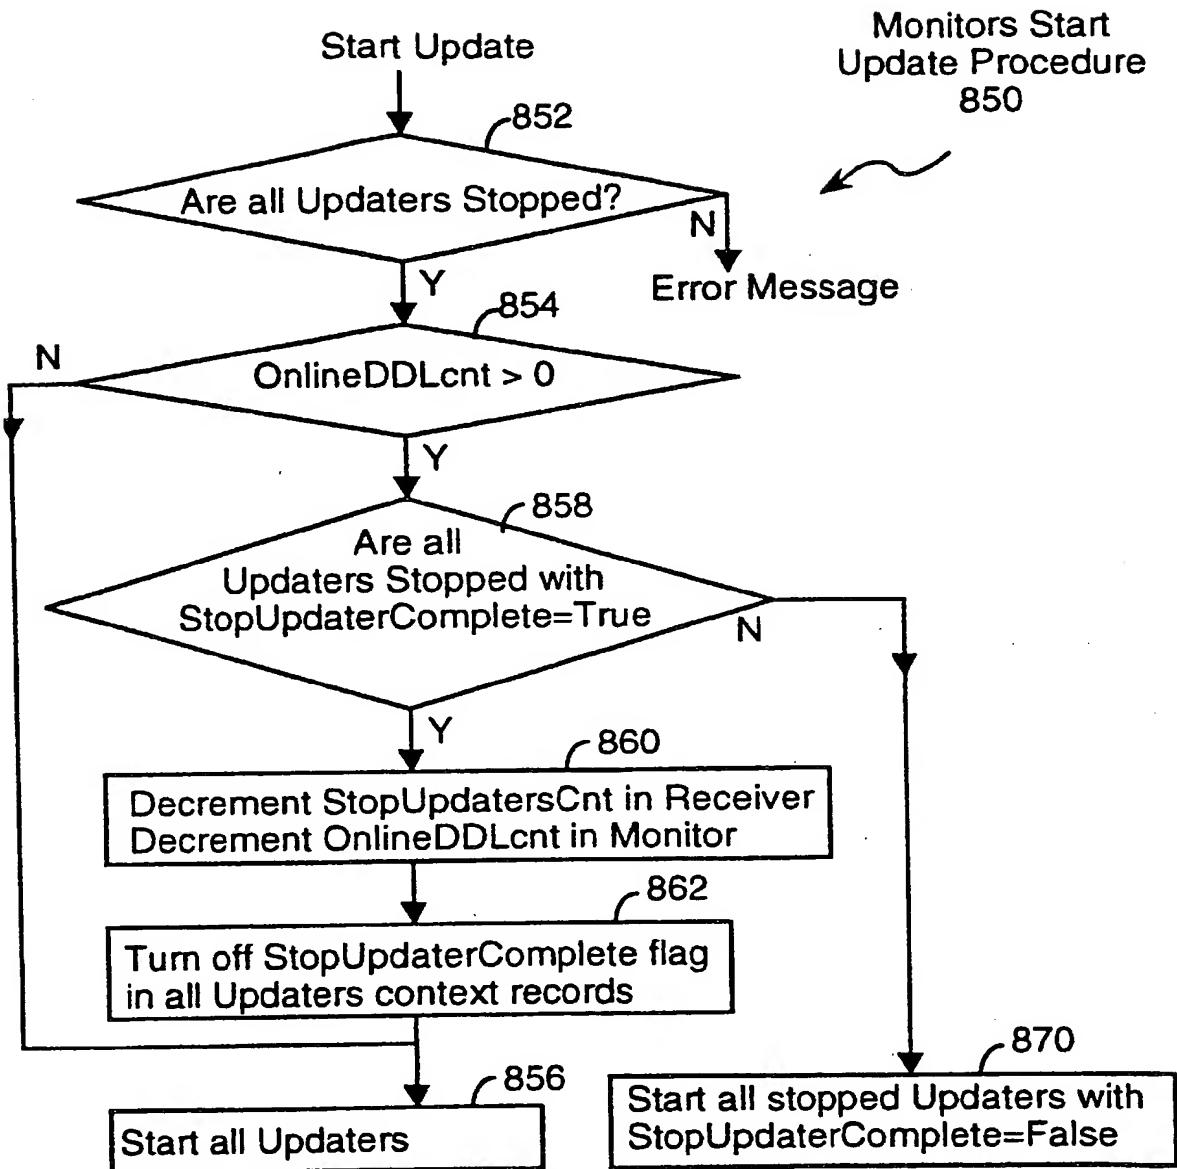 Monitors Start
Update Procedure
850
Start Update
852
Are all Updaters Stopped?
N
Error Message
Y
854
N
OnlineDDLcnt > 0
Y
858
Are all
Updaters Stopped with
StopUpdaterComplete=True
N
Y
860
Decrement StopUpdatersCnt in Receiver
Decrement OnlineDDLcnt in Monitor
862
Turn off StopUpdaterComplete flag
in all Updaters context records
856
Start all Updaters
870
Start all stopped Updaters with
StopUpdaterComplete=False